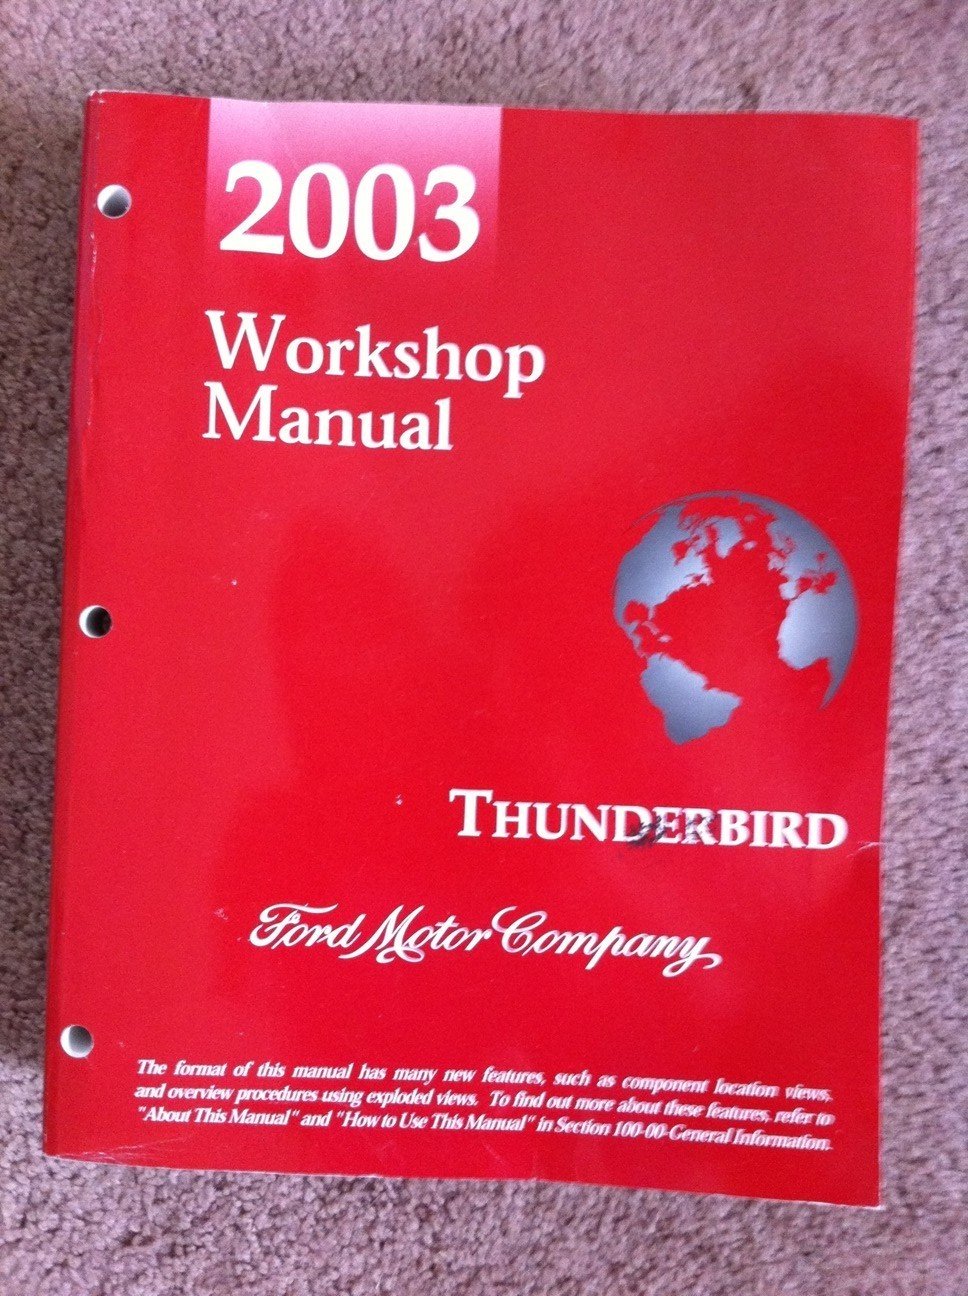 2003
Workshop
Manual
THUNDERBIRD
Ford Motor Company
The format of this manual has many new features, such as component location views,
and overview procedures using exploded views. To find out more about these features, refer to
"About This Manual" and "How to Use This Manual" in Section 100-00-General Information.